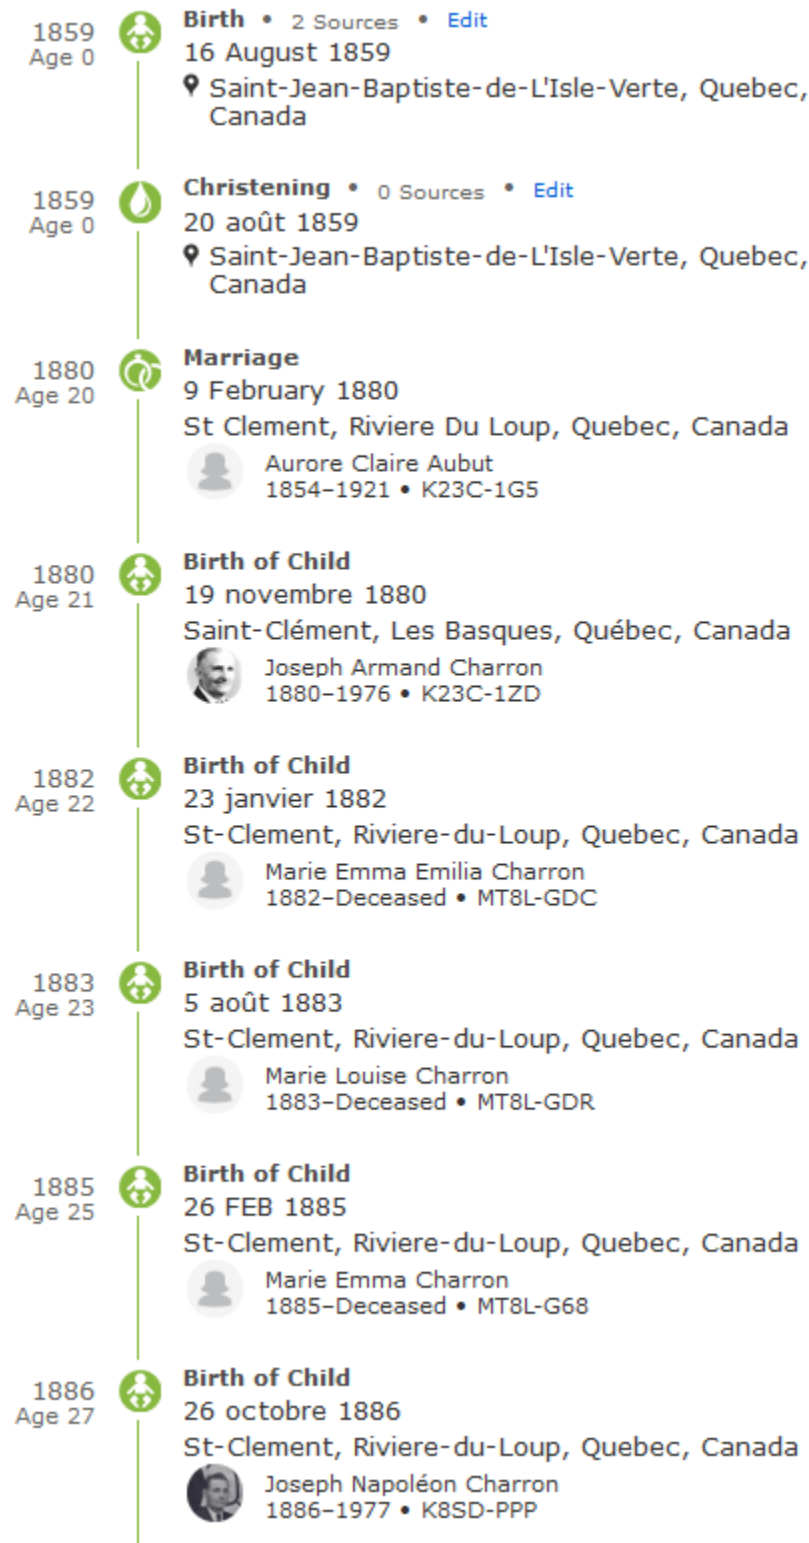 1859
Age 0
Birth • 2 Sources • Edit
16 August 1859
Saint-Jean-Baptiste-de-L'Isle-Verte, Quebec,
Canada
1859
Age 0
Christening • 0 Sources • Edit
20 août 1859
Saint-Jean-Baptiste-de-L'Isle-Verte, Quebec,
Canada
1880
Age 20
Marriage
9 February 1880
St Clement, Riviere Du Loup, Quebec, Canada
Aurore Claire Aubut
1854–1921 • K23C-1G5
1880
Age 21
Birth of Child
19 novembre 1880
Saint-Clément, Les Basques, Québec, Canada
Joseph Armand Charron
1880–1976 • K23C-1ZD
1882
Age 22
Birth of Child
23 janvier 1882
St-Clement, Riviere-du-Loup, Quebec, Canada
Marie Emma Emilia Charron
1882–Deceased • MT8L-GDC
1883
Age 23
Birth of Child
5 août 1883
St-Clement, Riviere-du-Loup, Quebec, Canada
Marie Louise Charron
1883–Deceased • MT8L-GDR
1885
Age 25
Birth of Child
26 FEB 1885
St-Clement, Riviere-du-Loup, Quebec, Canada
Marie Emma Charron
1885–Deceased • MT8L-G68
1886
Age 27
Birth of Child
26 octobre 1886
St-Clement, Riviere-du-Loup, Quebec, Canada
Joseph Napoléon Charron
1886–1977 • K8SD-PPP